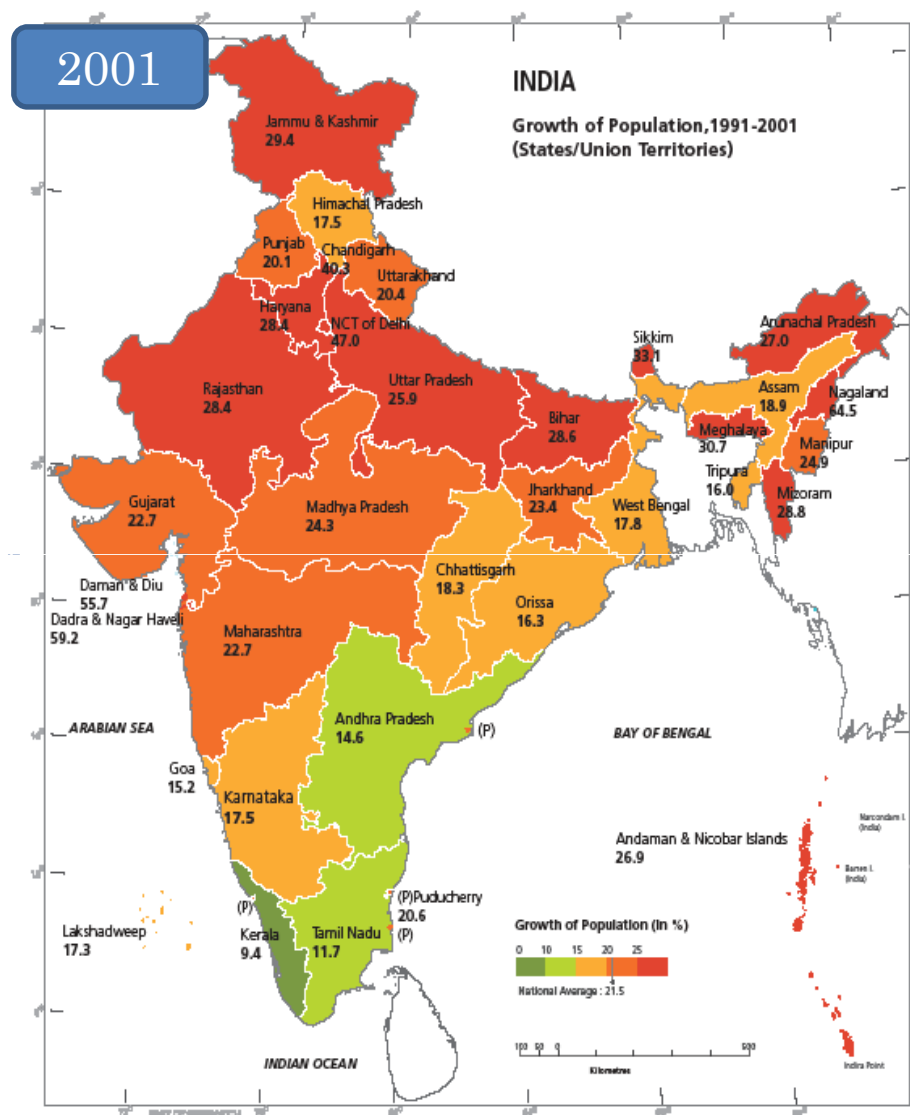 2001
INDIA
Growth of Population,1991-2001
(States/Union Territories)
Jammu & Kashmir
29.4
Himachal Pradesh
17.5
Punjab
20.1
Chandigarh
40.3
Uttarakhand
20.4
Haryana
28.4
NCT of Delhi
47.0
Rajasthan
28.4
Uttar Pradesh
25.9
Bihar
28.6
Sikkim
33.1
Arunachal Pradesh
27.0
Assam
18.9
Nagaland
64.5
Meghalaya
30.7
Manipur
24.9
Tripura
16.0
Mizoram
28.8
Gujarat
22.7
Madhya Pradesh
24.3
Jharkhand
23.4
West Bengal
17.8
Chhattisgarh
18.3
Orissa
16.3
Daman & Diu
55.7
Dadra & Nagar Haveli
59.2
Maharashtra
22.7
ARABIAN SEA
Andhra Pradesh
14.6
(P)
BAY OF BENGAL
Goa
15.2
Karnataka
17.5
Andaman & Nicobar Islands
26.9
Narcondam I.
(India)
Barren I.
(India)
(P)
(P)Puducherry
20.6
(P)
Lakshadweep
17.3
Kerala
9.4
Tamil Nadu
11.7
Growth of Population (in %)
0 10 15 20 25
National Average : 21.5
100 50 0 500
Kilometres
INDIAN OCEAN
Indira Point